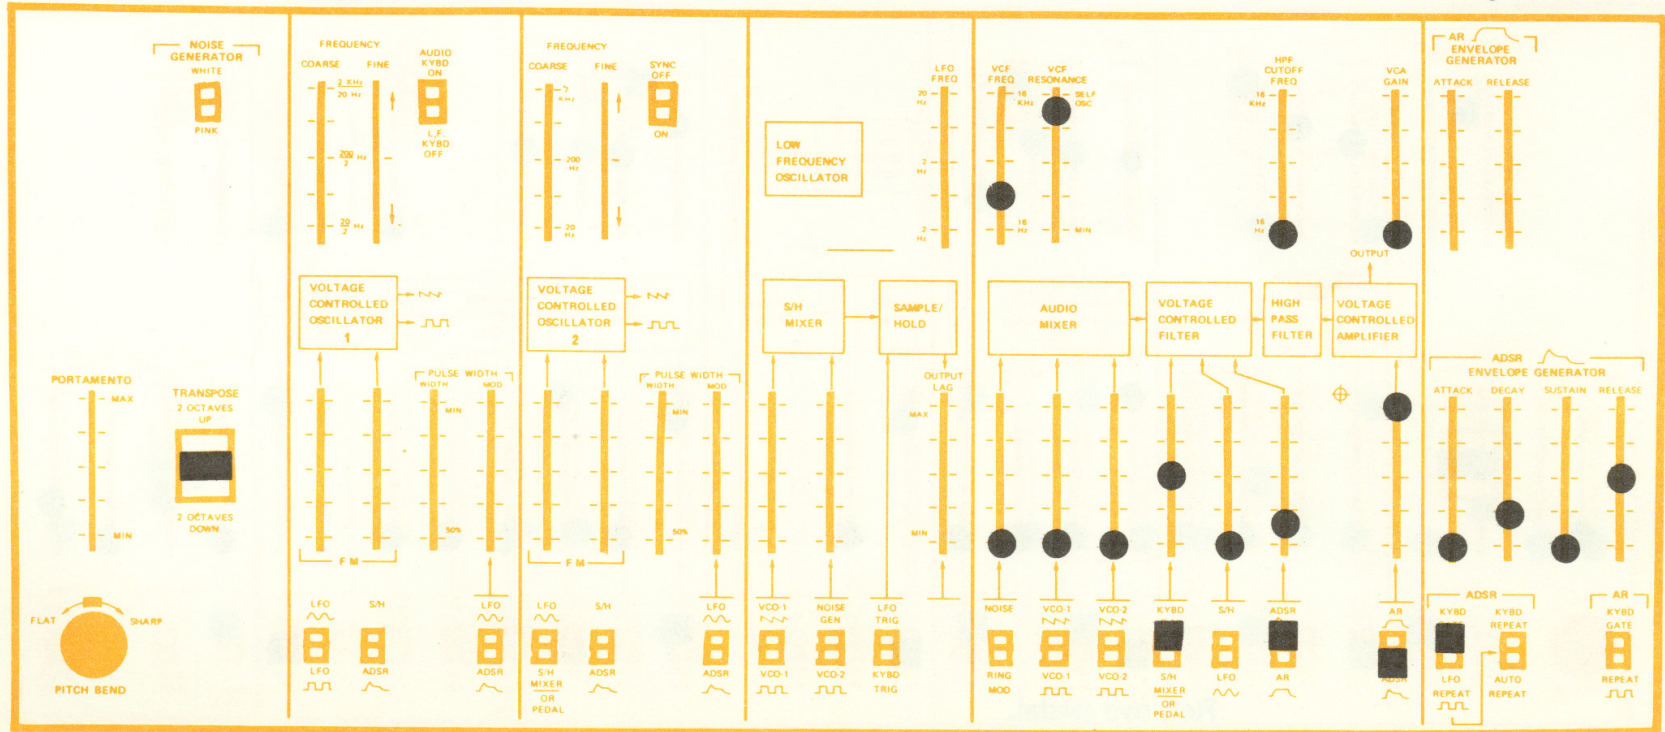 NOISE
GENERATOR
WHITE
PINK
PORTAMENTO
MAX
MIN
TRANSPOSE
2 OCTAVES
UP
2 OCTAVES
DOWN
FLAT
SHARP
PITCH BEND
FREQUENCY
COARSE
FINE
2 KHz
20 Hz
200 Hz
2
20 Hz
2
AUDIO
KYBD
ON
L.F.
KYBD
OFF
VOLTAGE
CONTROLLED
OSCILLATOR
1
PULSE WIDTH
WIDTH
MOD
MIN
50%
FM
LFO
S/H
LFO
LFO
ADSR
ADSR
FREQUENCY
COARSE
FINE
2
KHz
200
Hz
20
Hz
SYNC
OFF
ON
VOLTAGE
CONTROLLED
OSCILLATOR
2
PULSE WIDTH
WIDTH
MOD
MIN
50%
FM
LFO
S/H
LFO
S/H
MIXER
OR
PEDAL
ADSR
ADSR
LOW
FREQUENCY
OSCILLATOR
LFO
FREQ
20
Hz
2
Hz
.2
Hz
S/H
MIXER
SAMPLE/
HOLD
OUTPUT
LAG
MAX
MIN
VCO-1
NOISE
GEN
LFO
TRIG
VCO-1
VCO-2
KYBD
TRIG
VCF
FREQ
16
KHz
16
Hz
VCF
RESONANCE
SELF
OSC
MIN
HPF
CUTOFF
FREQ
16
KHz
16
Hz
VCA
GAIN
OUTPUT
AUDIO
MIXER
VOLTAGE
CONTROLLED
FILTER
HIGH
PASS
FILTER
VOLTAGE
CONTROLLED
AMPLIFIER
NOISE
VCO-1
VCO-2
KYBD
S/H
ADSR
AR
RING
MOD
VCO-1
VCO-2
S/H
MIXER
OR
PEDAL
LFO
AR
ADSR
AR
ENVELOPE
GENERATOR
ATTACK
RELEASE
ADSR
ENVELOPE GENERATOR
ATTACK
DECAY
SUSTAIN
RELEASE
ADSR
KYBD
KYBD
REPEAT
LFO
REPEAT
AUTO
REPEAT
AR
KYBD
GATE
REPEAT